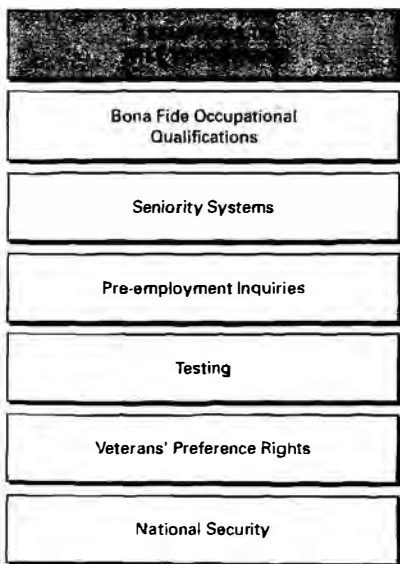 Bona Fide Occupational
Qualifications
Seniority Systems
Pre-employment Inquiries
Testing
Veterans' Preference Rights
National Security